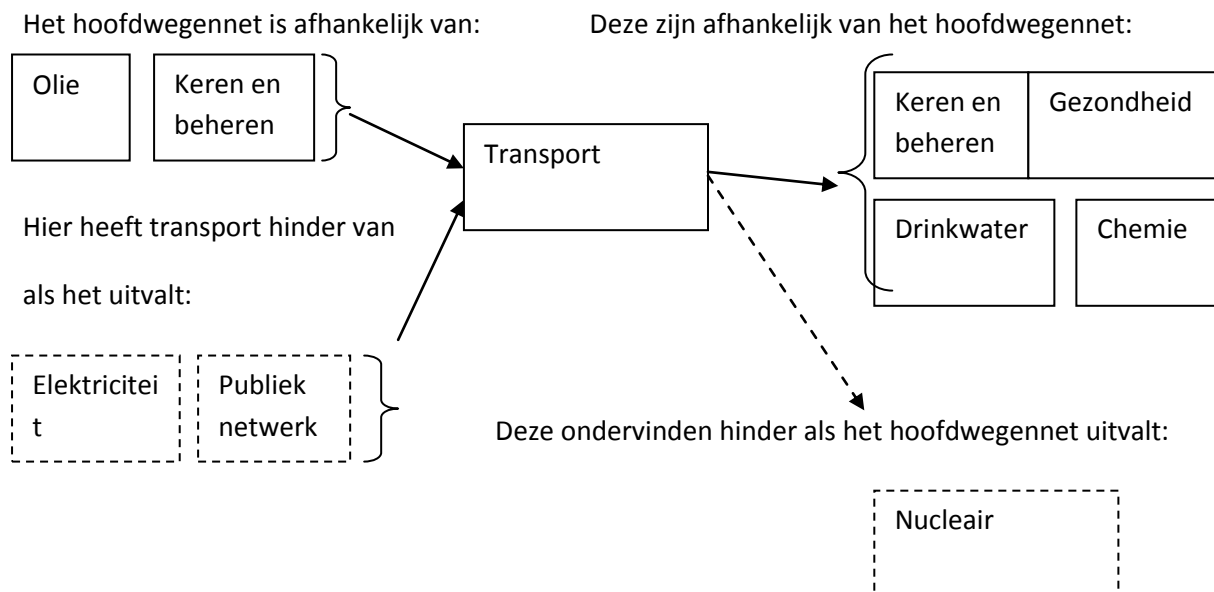 Het hoofdwegennet is afhankelijk van:
Deze zijn afhankelijk van het hoofdwegennet:
Olie
Keren en
beheren
Transport
Keren en
beheren
Gezondheid
Drinkwater
Chemie
Hier heeft transport hinder van
als het uitvalt:
Elektricitei
t
Publiek
netwerk
Deze ondervinden hinder als het hoofdwegennet uitvalt:
Nucleair